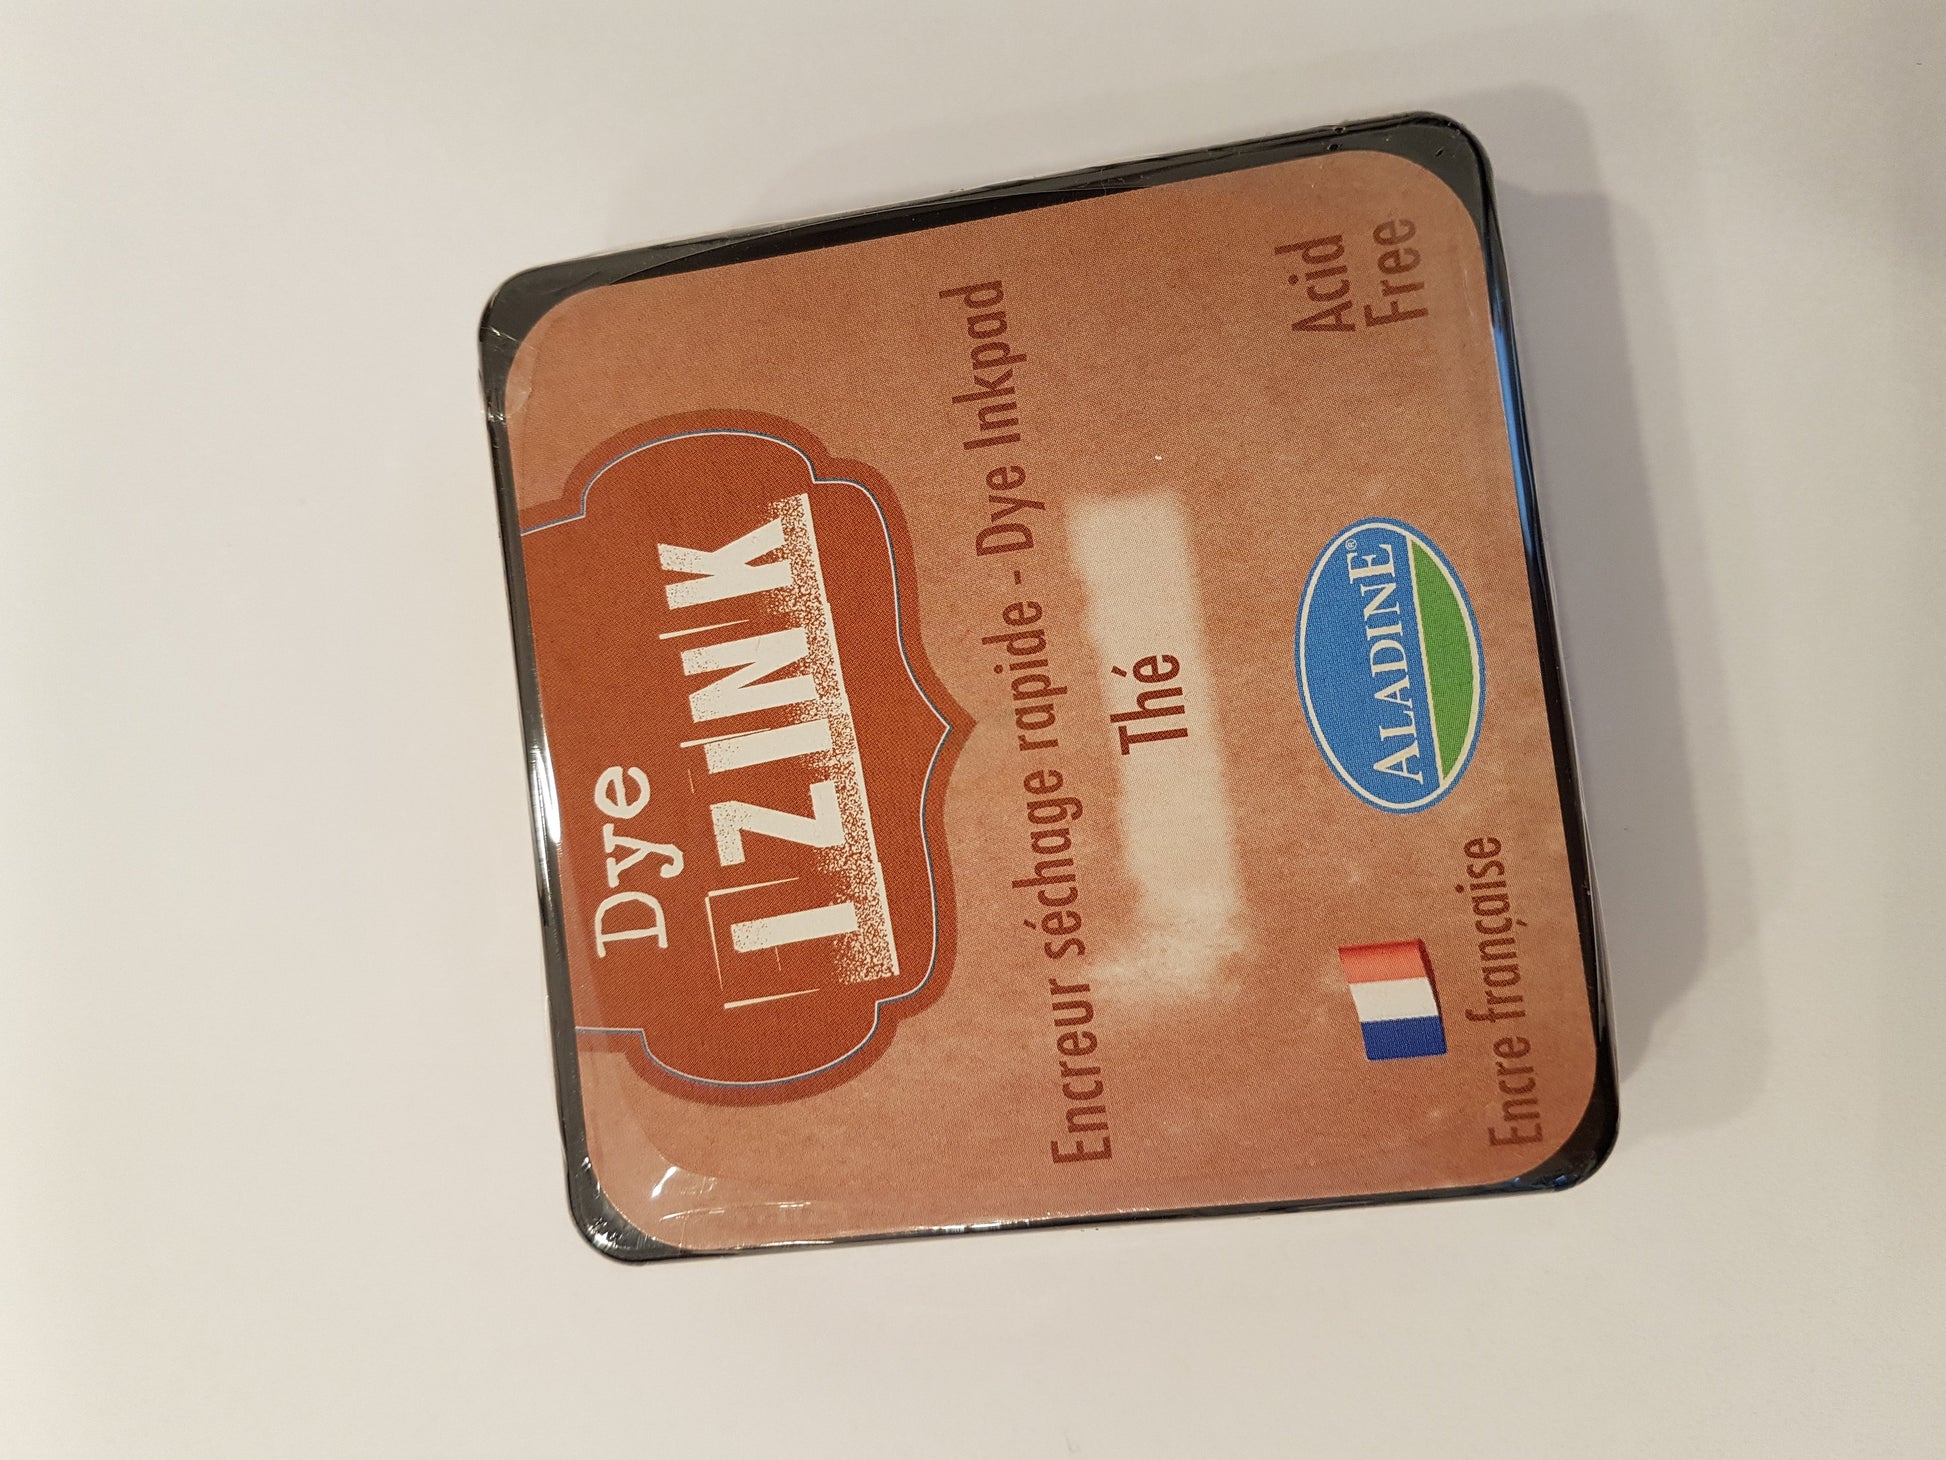 Dye
IZINK
Encreur séchage rapide - Dye Inkpad
Thé
Encre française
ALADINE®
Acid
Free